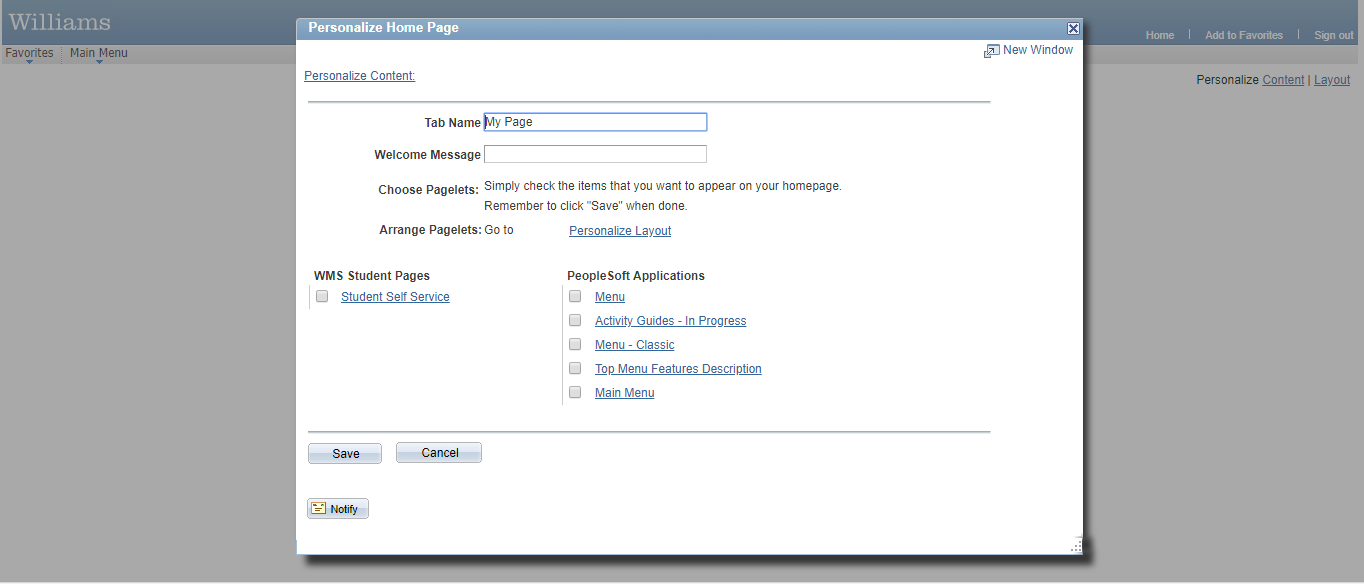 Williams
Personalize Home Page
Home | Add to Favorites | Sign out
Favorites Main Menu
New Window
Personalize Content:
Personalize Content | Layout
Tab Name My Page
Welcome Message
Choose Pagelets: Simply check the items that you want to appear on your homepage.
Remember to click "Save" when done.
Arrange Pagelets: Go to Personalize Layout
WMS Student Pages PeopleSoft Applications
Student Self Service Menu
Activity Guides - In Progress
Menu - Classic
Top Menu Features Description
Main Menu
Save Cancel
Notify